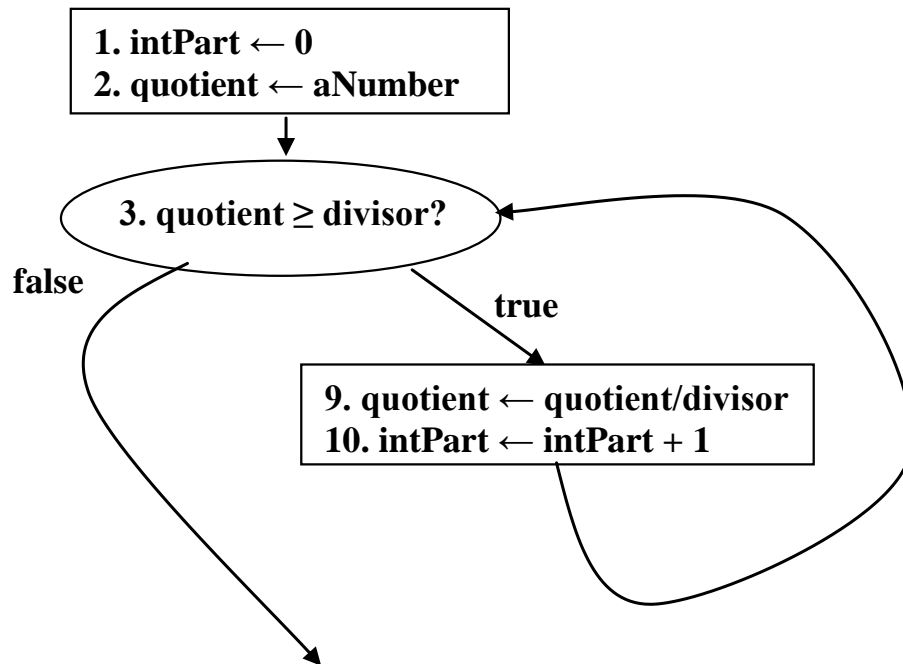 1. intPart ← 0
2. quotient ← aNumber
3. quotient ≥ divisor?
false
true
9. quotient ← quotient/divisor
10. intPart ← intPart + 1